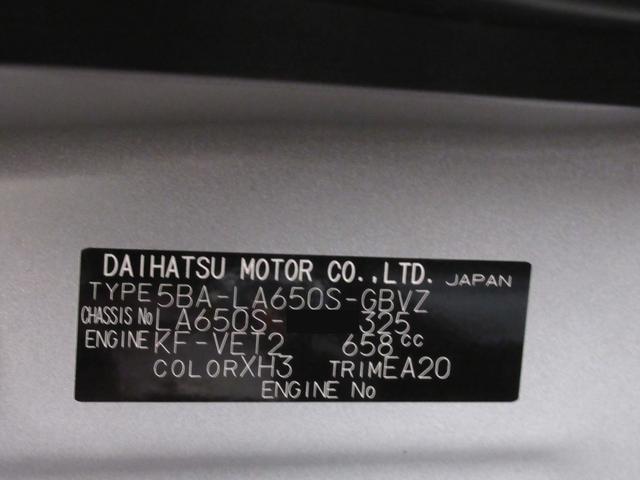 DAIHATSU MOTOR CO.,LTD. JAPAN
TYPE 5BA-LA650S-GBVZ
CHASSIS No LA650S- 325
ENGINE KF-VET2 658cc
COLOR XH3 TRIM EA20
ENGINE No